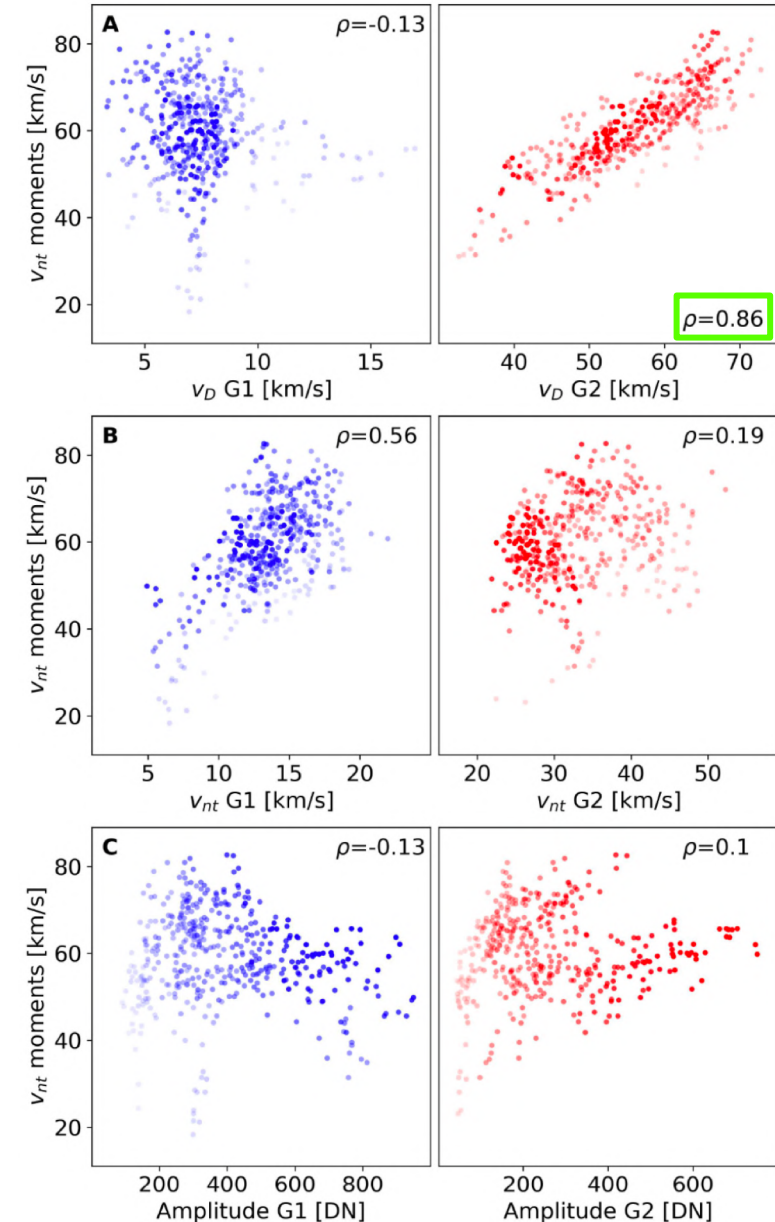 A
ρ=-0.13
80
60
40
20
v_nt moments [km/s]
5 10 15
v_D G1 [km/s]
ρ=0.86
40 50 60 70
v_D G2 [km/s]
B
ρ=0.56
80
60
40
20
v_nt moments [km/s]
5 10 15 20
v_nt G1 [km/s]
ρ=0.19
20 30 40 50
v_nt G2 [km/s]
C
ρ=-0.13
80
60
40
20
v_nt moments [km/s]
200 400 600 800
Amplitude G1 [DN]
ρ=0.1
200 400 600
Amplitude G2 [DN]